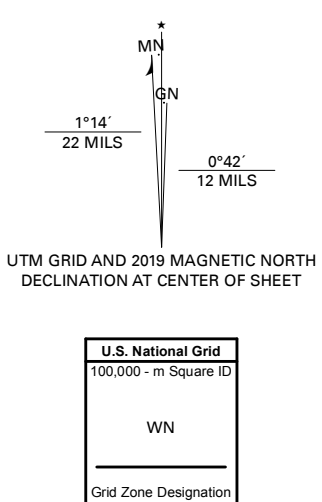 ★
MN
GN
1°14´
22 MILS
0°42´
12 MILS
UTM GRID AND 2019 MAGNETIC NORTH
DECLINATION AT CENTER OF SHEET
U.S. National Grid
100,000 - m Square ID
WN
Grid Zone Designation